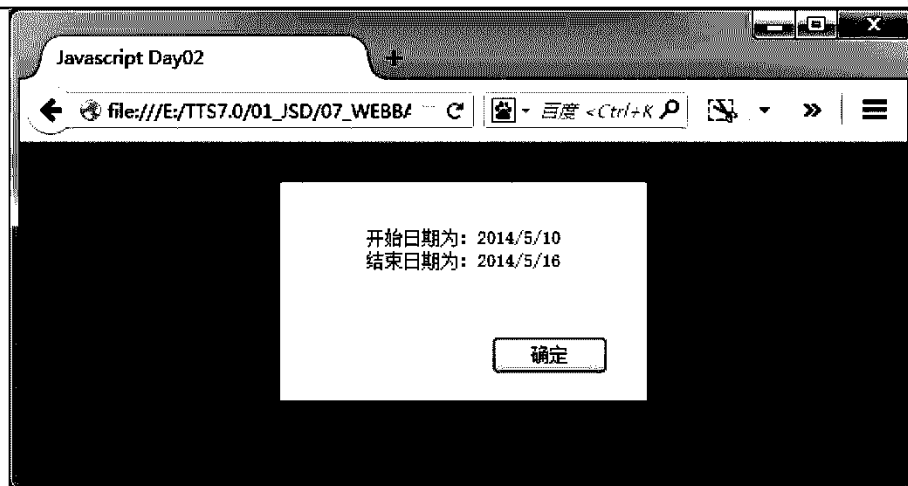 Javascript Day02
file:///E:/TTS7.0/01_JSD/07_WEBBA
百度 <Ctrl+K
开始日期为：2014/5/10
结束日期为：2014/5/16
确定